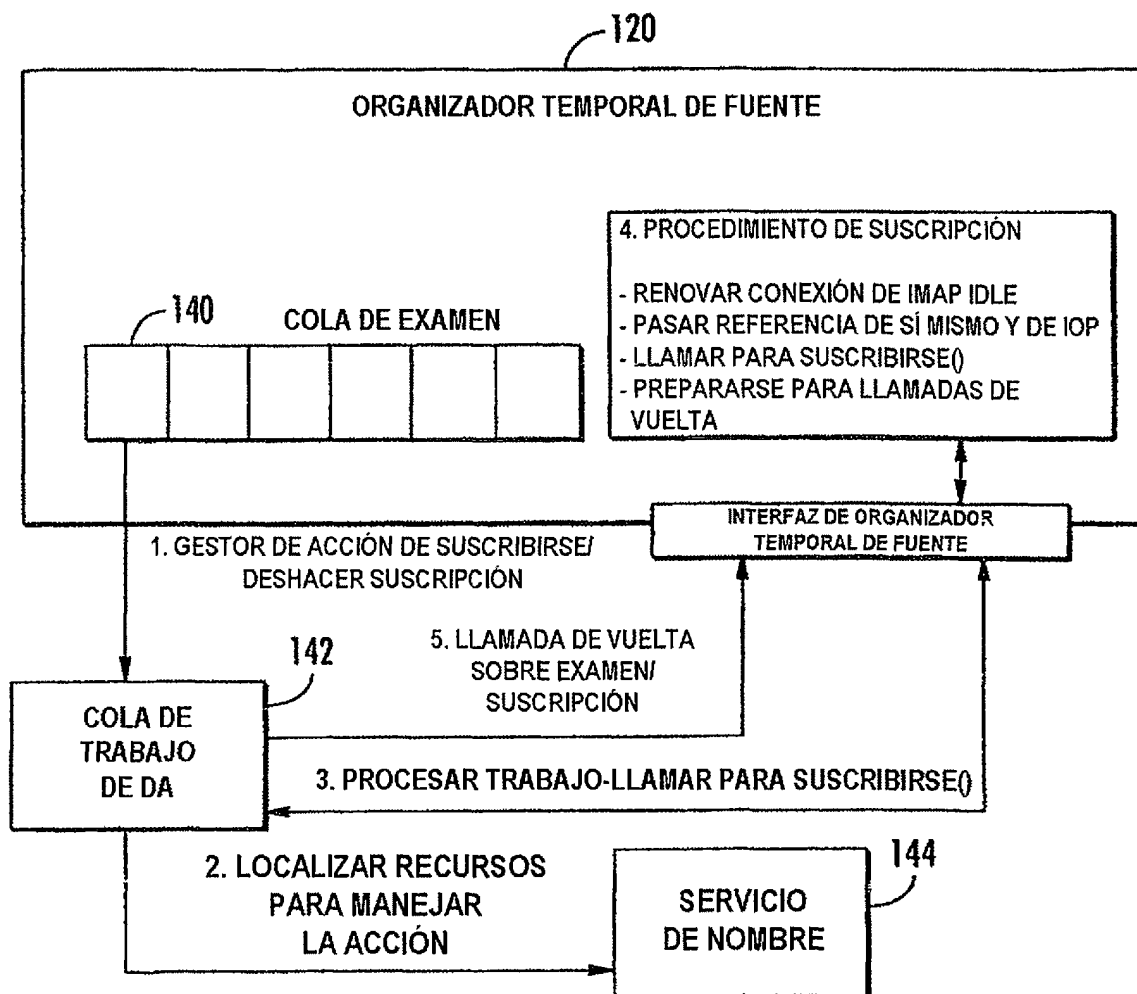 120
ORGANIZADOR TEMPORAL DE FUENTE
4. PROCEDIMIENTO DE SUSCRIPCIÓN
- RENOVAR CONEXIÓN DE IMAP IDLE
- PASAR REFERENCIA DE SÍ MISMO Y DE IOP
- LLAMAR PARA SUSCRIBIRSE()
- PREPARARSE PARA LLAMADAS DE
VUELTA
140
COLA DE EXAMEN
INTERFAZ DE ORGANIZADOR
TEMPORAL DE FUENTE
1. GESTOR DE ACCIÓN DE SUSCRIBIRSE/
DESHACER SUSCRIPCIÓN
142
5. LLAMADA DE VUELTA
SOBRE EXAMEN/
SUSCRIPCIÓN
COLA DE
TRABAJO
DE DA
3. PROCESAR TRABAJO-LLAMAR PARA SUSCRIBIRSE()
2. LOCALIZAR RECURSOS
PARA MANEJAR
LA ACCIÓN
144
SERVICIO
DE NOMBRE